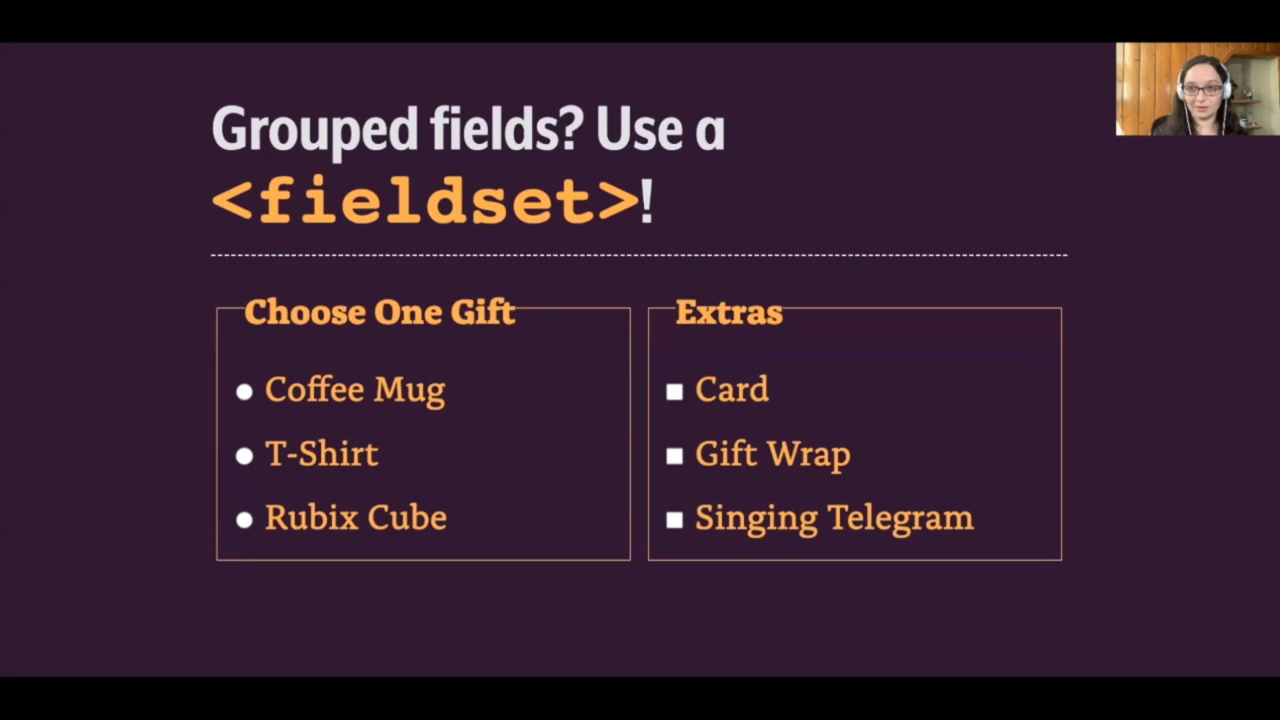 Grouped fields? Use a
<fieldset>!
Choose One Gift
Coffee Mug
T-Shirt
Rubix Cube
Extras
Card
Gift Wrap
Singing Telegram